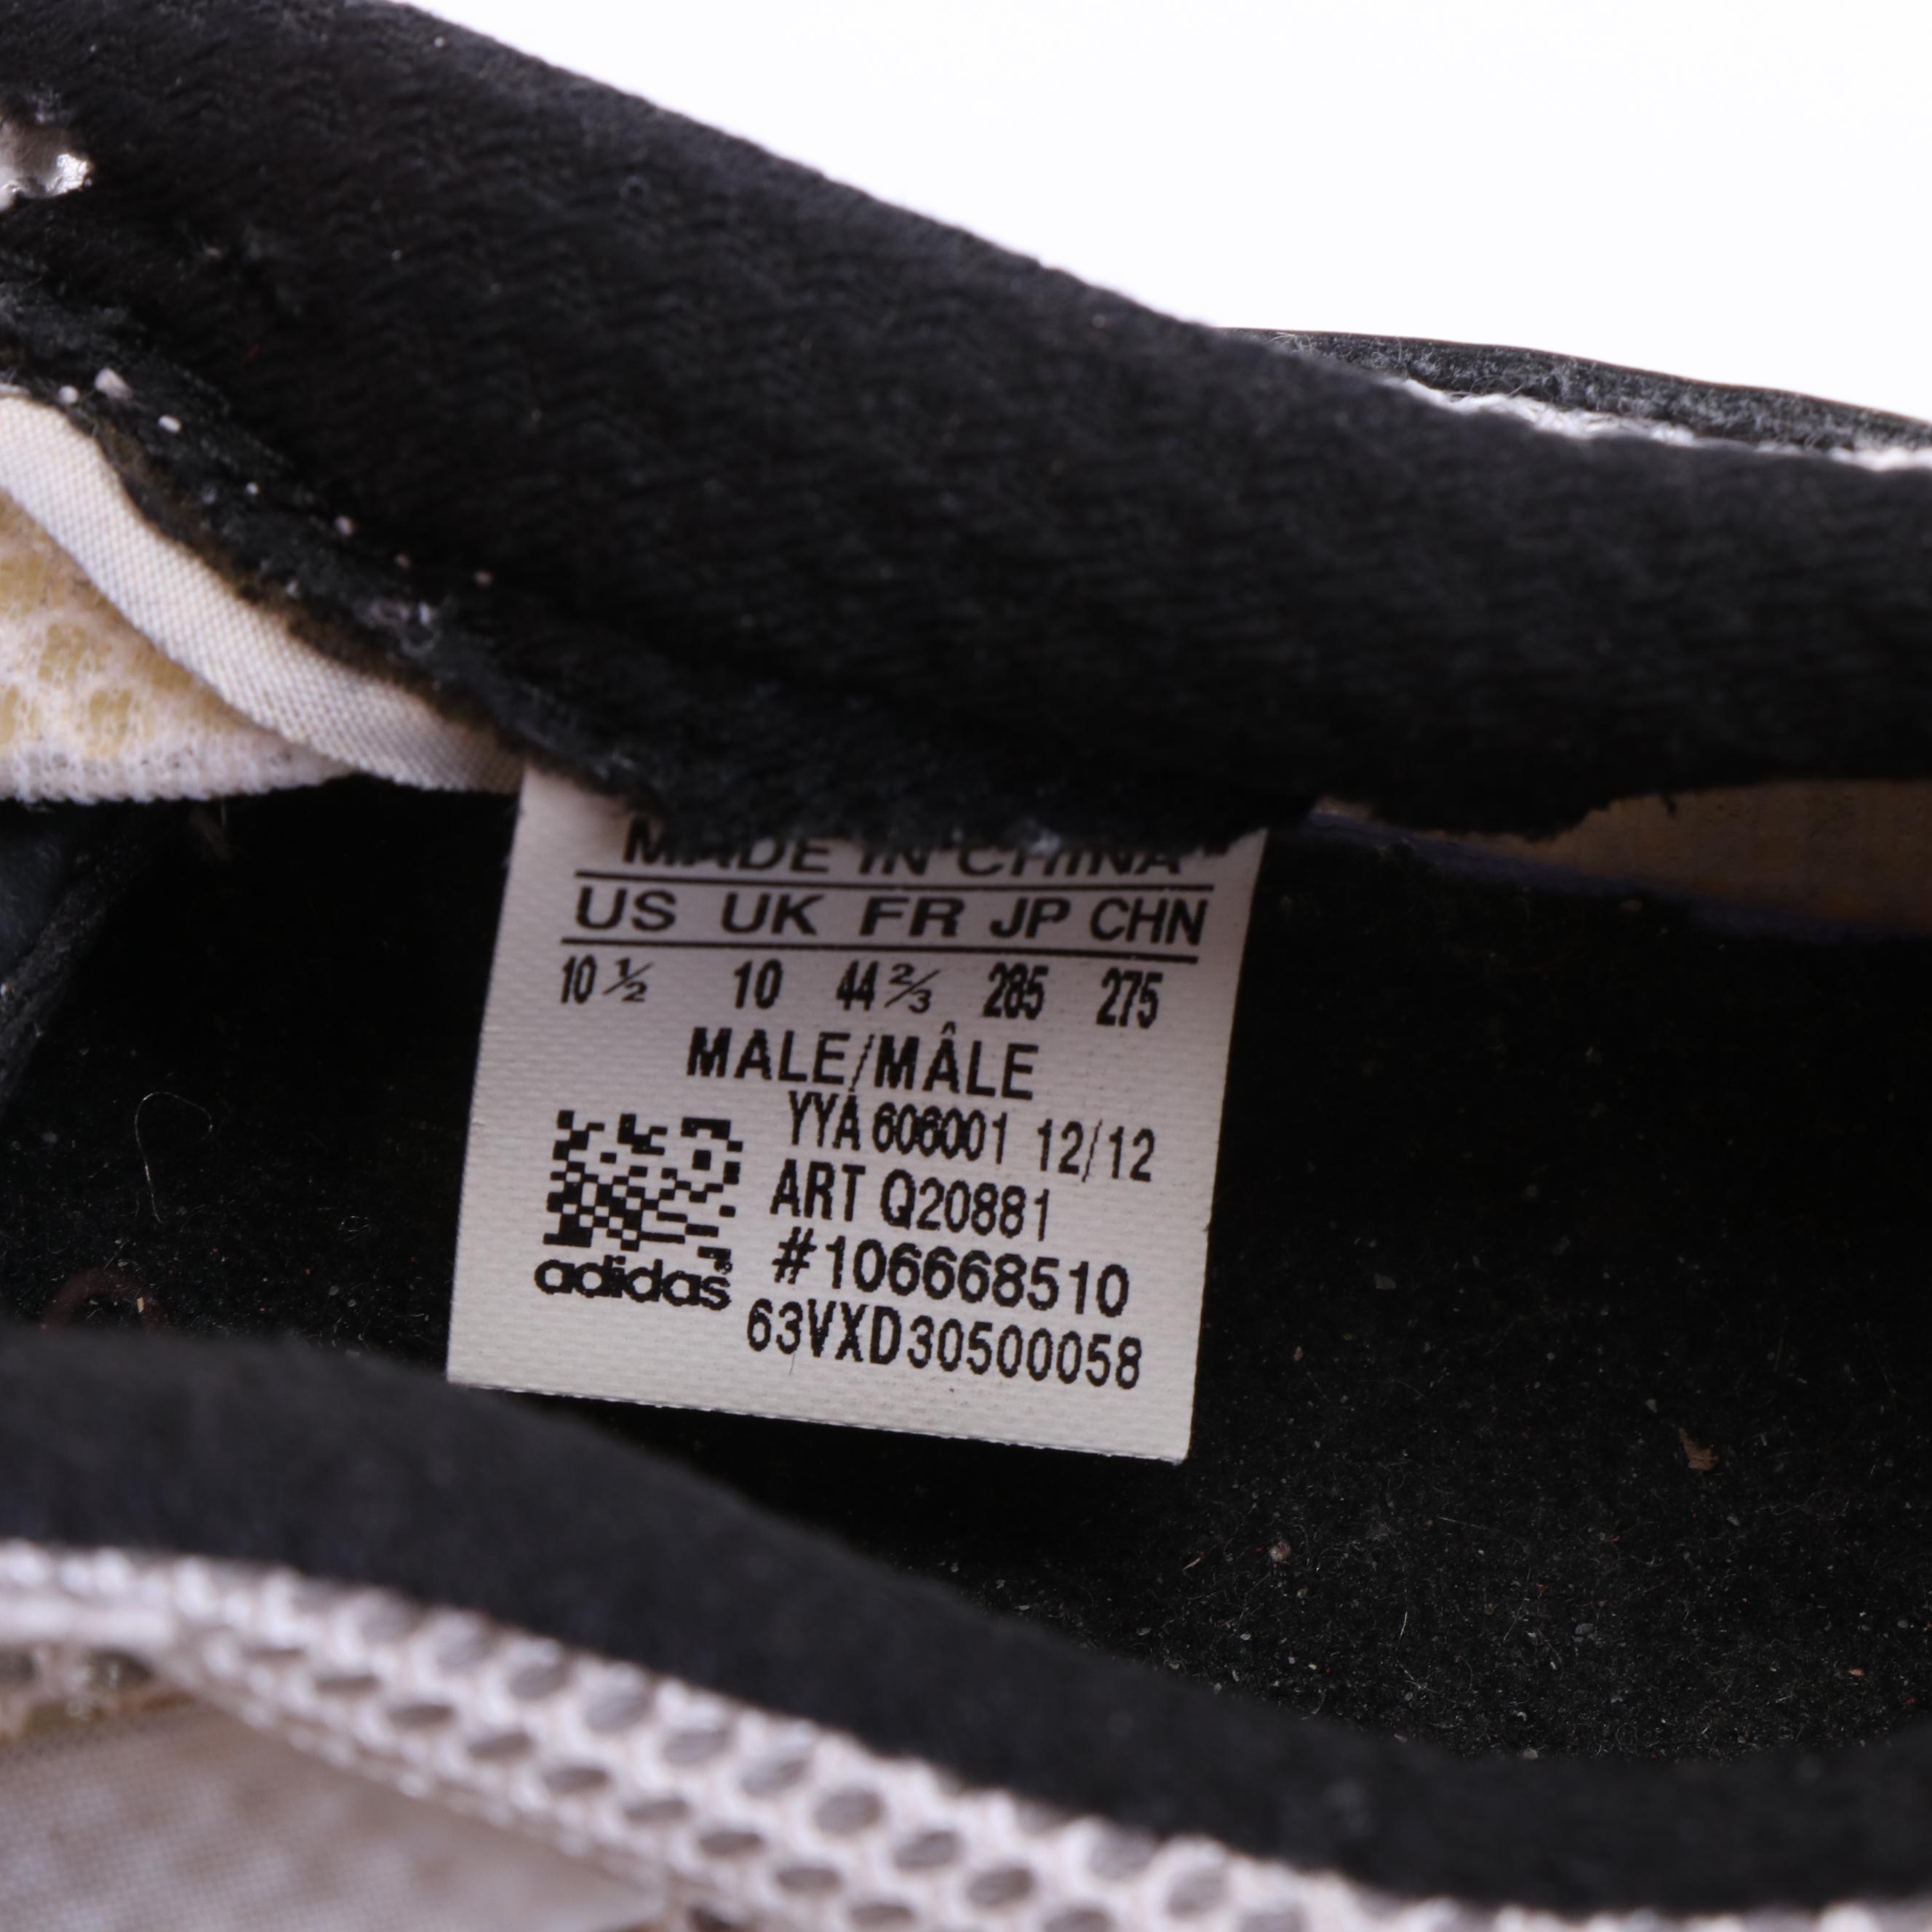 MADE IN CHINA
US UK FR JP CHN
10 ½ 10 44 ⅔ 285 275
MALE/MÂLE
YYA 606001 12/12
ART Q20881
#106668510
adidas
63VXD30500058